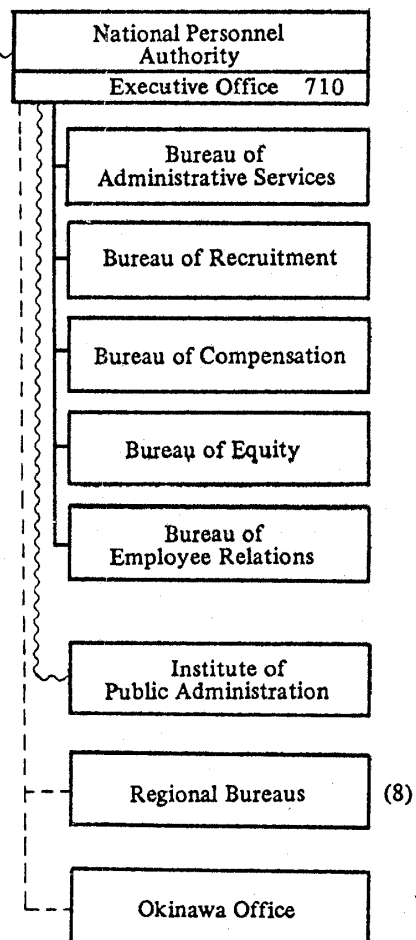 National Personnel
Authority
Executive Office 710
Bureau of
Administrative Services
Bureau of Recruitment
Bureau of Compensation
Bureau of Equity
Bureau of
Employee Relations
Institute of
Public Administration
Regional Bureaus (8)
Okinawa Office